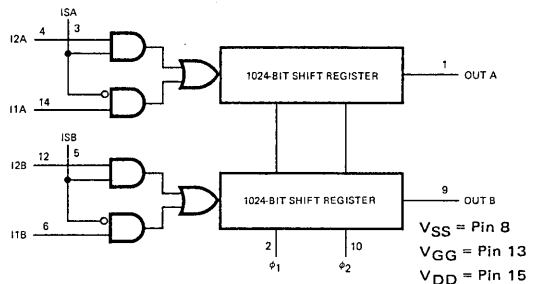 ISA
I2A 4 3
1024-BIT SHIFT REGISTER 1 OUT A
I1A 14
ISB
I2B 12 5
1024-BIT SHIFT REGISTER 9 OUT B
I1B 6
2 10
φ1 φ2
VSS = Pin 8
VGG = Pin 13
VDD = Pin 15